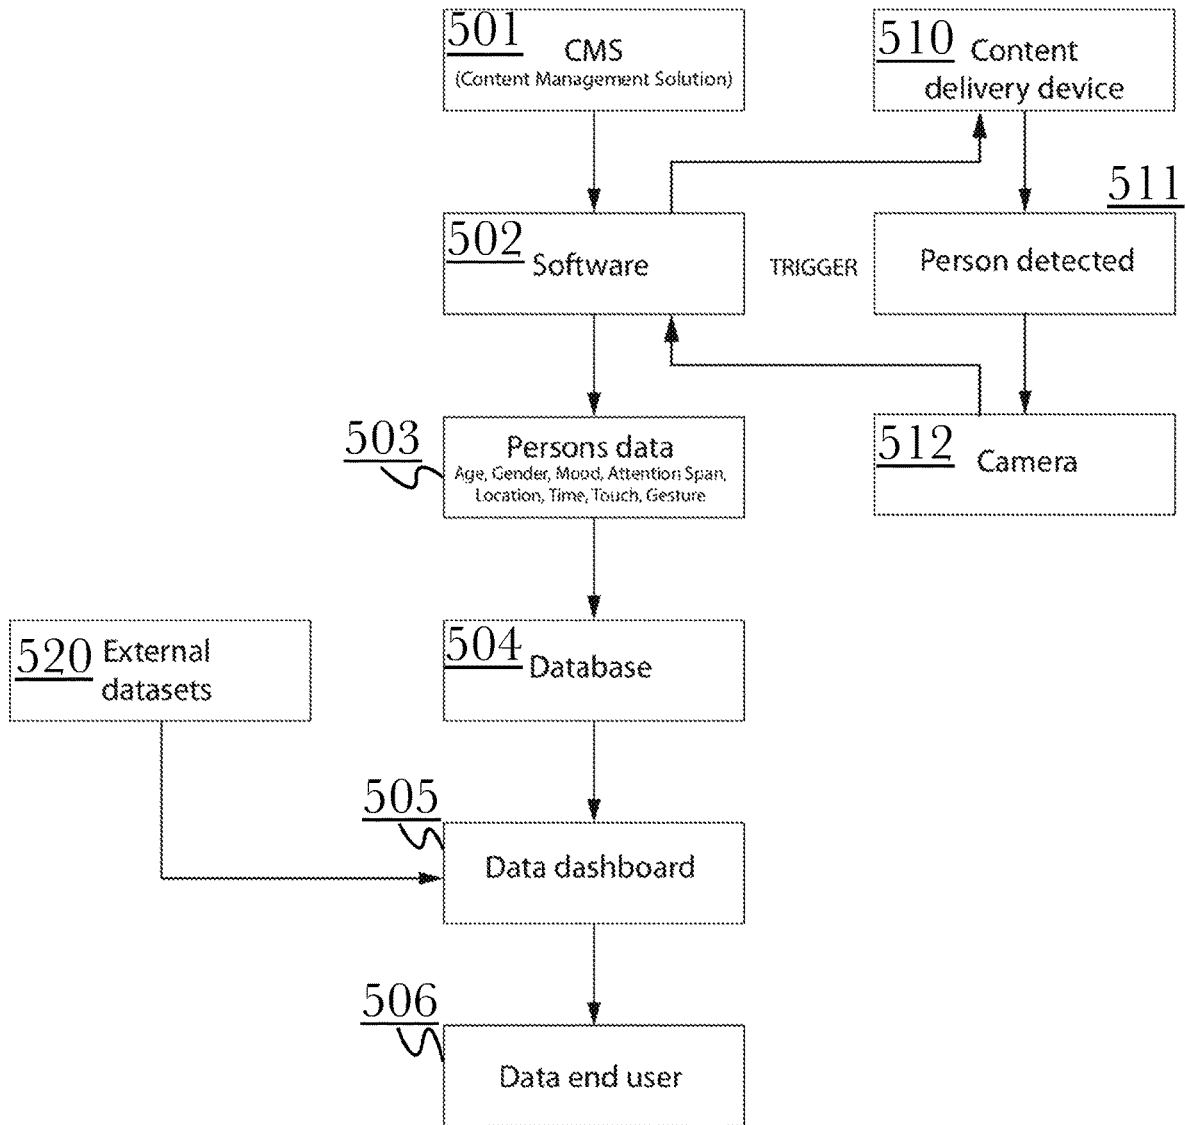 501
CMS
(Content Management Solution)
510 Content
delivery device
502 Software
TRIGGER
511
Person detected
503
Persons data
Age, Gender, Mood, Attention Span,
Location, Time, Touch, Gesture
512 Camera
520 External
datasets
504 Database
505
Data dashboard
506
Data end user